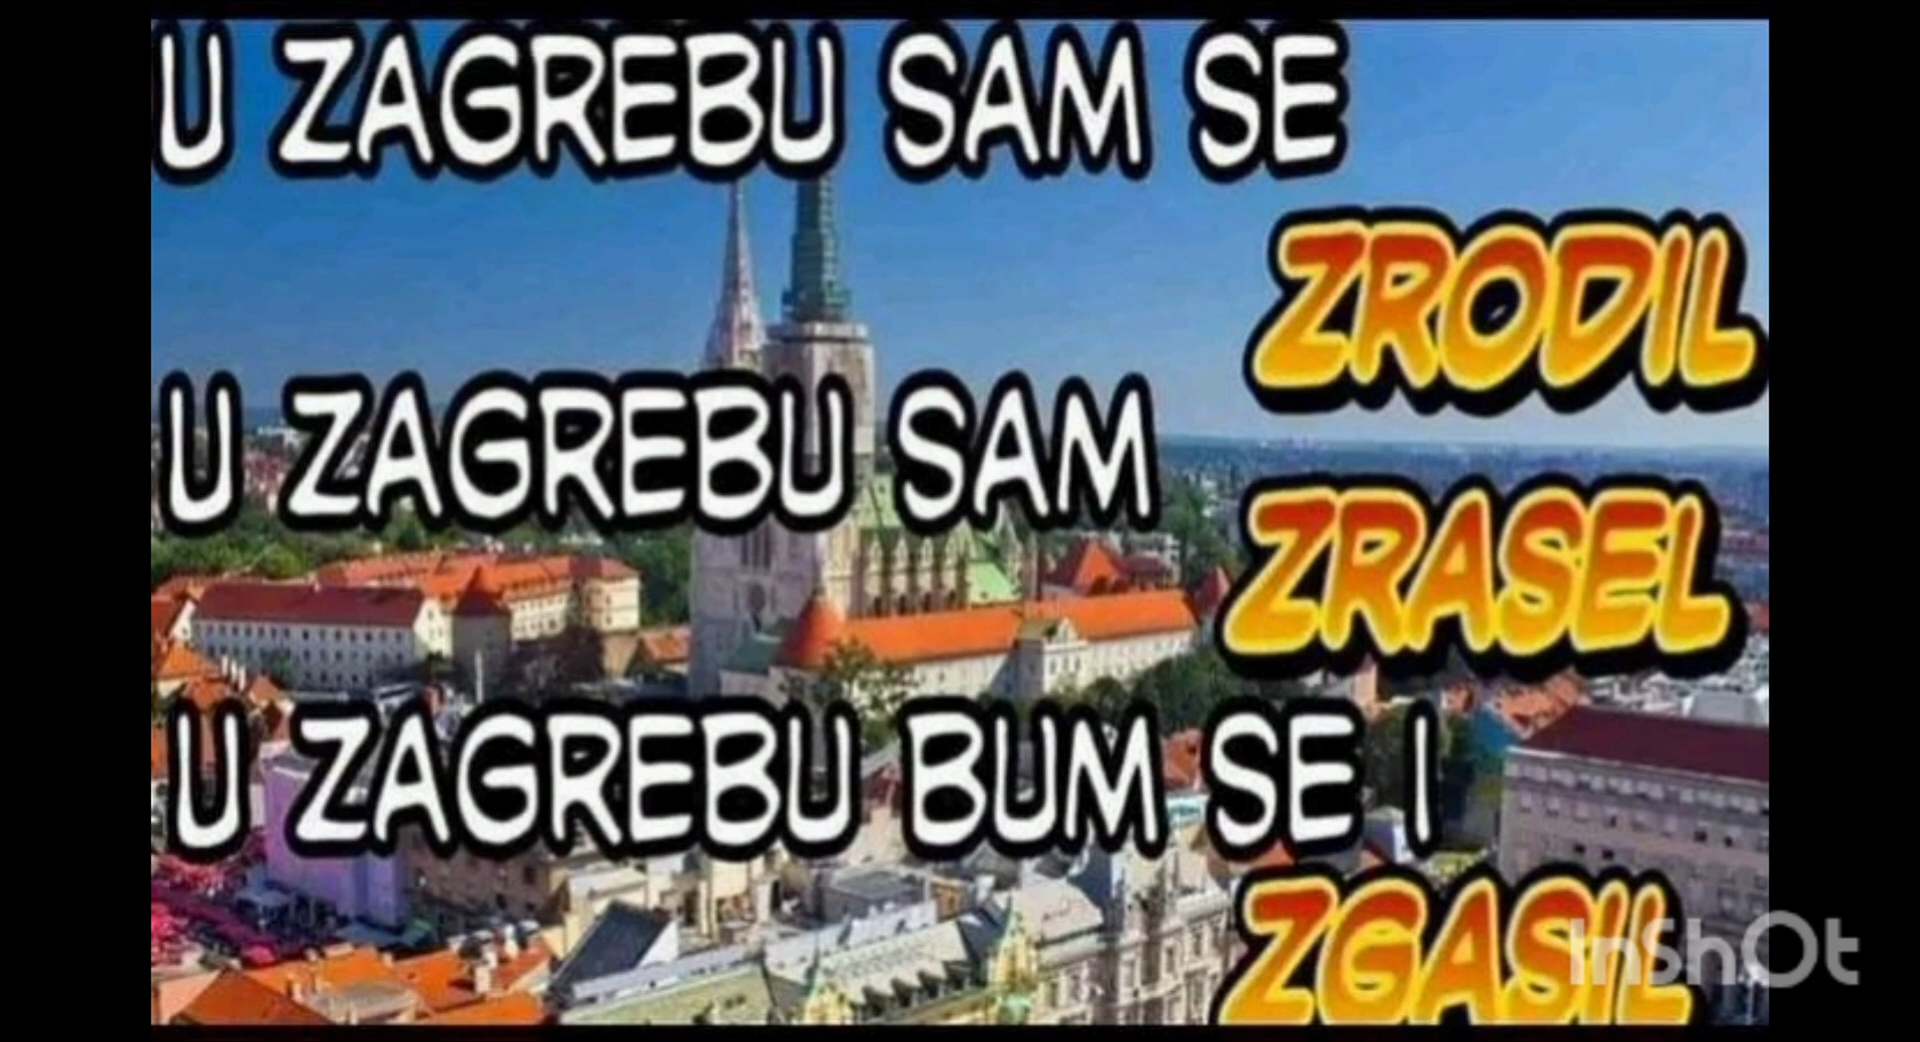 U ZAGREBU SAM SE
ZRODIL
U ZAGREBU SAM
ZRASEL
U ZAGREBU BUM SE I
ZGASIL
InShOt